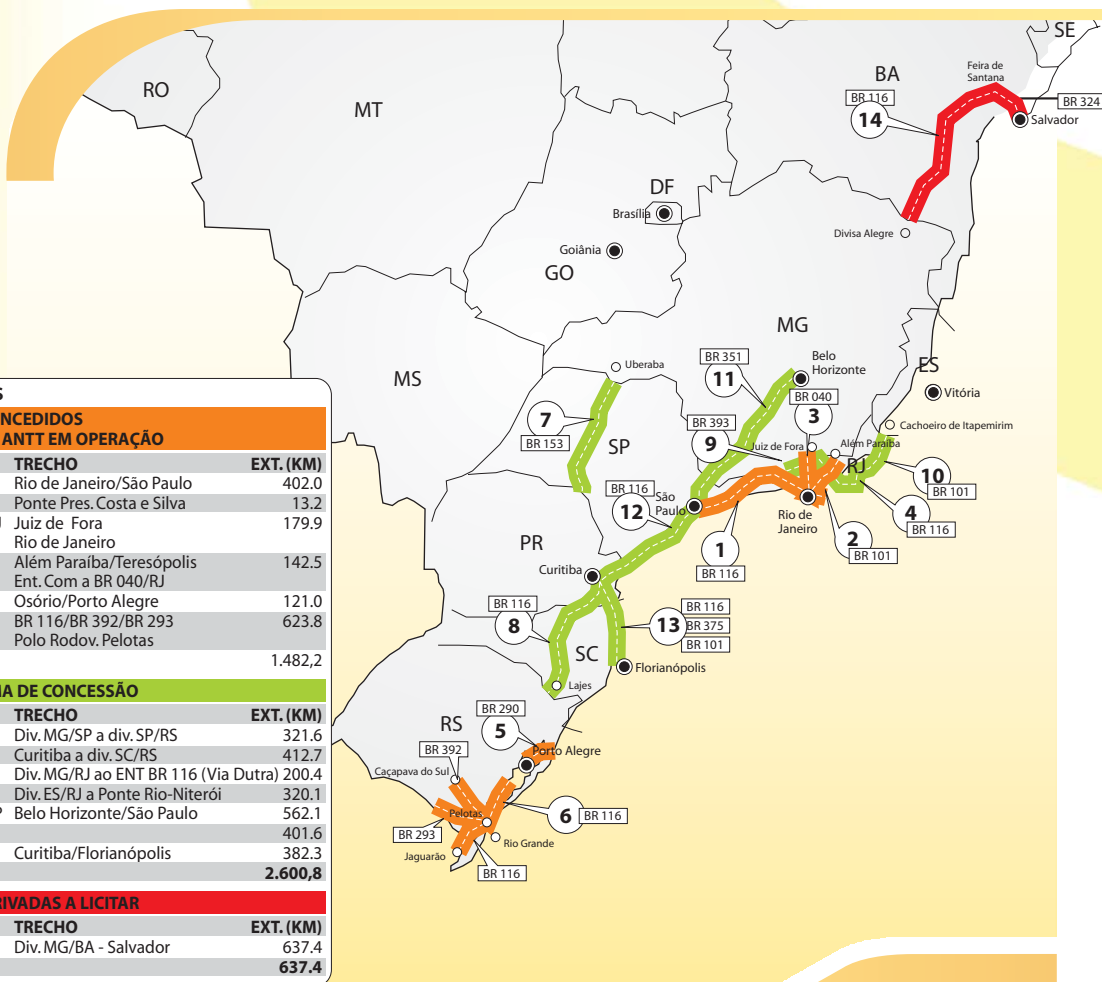 SE
BA
Feira de
Santana
RO
MT
BR 116
14
BR 324
Salvador
DF
Brasília
Divisa Alegre
Goiânia
GO
MG
Belo
Horizonte
BR 351
11
ES
Uberaba
MS
BR 040
3
Vitória
7
BR 153
SP
BR 393
9
Juiz de Fora
Além Paraíba
Cachoeiro de Itapemirim
RJ
10
BR 101
BR 116
12
São
Paulo
Rio de
Janeiro
4
BR 116
2
BR 101
1
BR 116
PR
Curitiba
BR 116
8
13
BR 116
BR 375
BR 101
SC
Florianópolis
Lajes
BR 290
5
RS
BR 392
Porto Alegre
Caçapava do Sul
Pelotas
6
BR 116
BR 293
Rio Grande
Jaguarão
BR 116
S
NCEDIDOS
ANTT EM OPERAÇÃO
TRECHO EXT. (KM)
Rio de Janeiro/São Paulo 402.0
Ponte Pres. Costa e Silva 13.2
Juiz de Fora 179.9
Rio de Janeiro
Além Paraíba/Teresópolis 142.5
Ent. Com a BR 040/RJ
Osório/Porto Alegre 121.0
BR 116/BR 392/BR 293 623.8
Polo Rodov. Pelotas
1.482,2
A DE CONCESSÃO
TRECHO EXT. (KM)
Div. MG/SP a div. SP/RS 321.6
Curitiba a div. SC/RS 412.7
Div. MG/RJ ao ENT BR 116 (Via Dutra) 200.4
Div. ES/RJ a Ponte Rio-Niterói 320.1
P Belo Horizonte/São Paulo 562.1
401.6
Curitiba/Florianópolis 382.3
2.600,8
RIVADAS A LICITAR
TRECHO EXT. (KM)
Div. MG/BA - Salvador 637.4
637.4